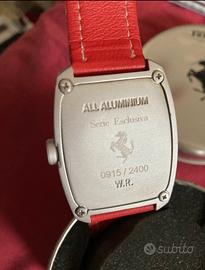 ALL ALUMINIUM
Serie Esclusiva
0915 / 2400
W.R.
subito